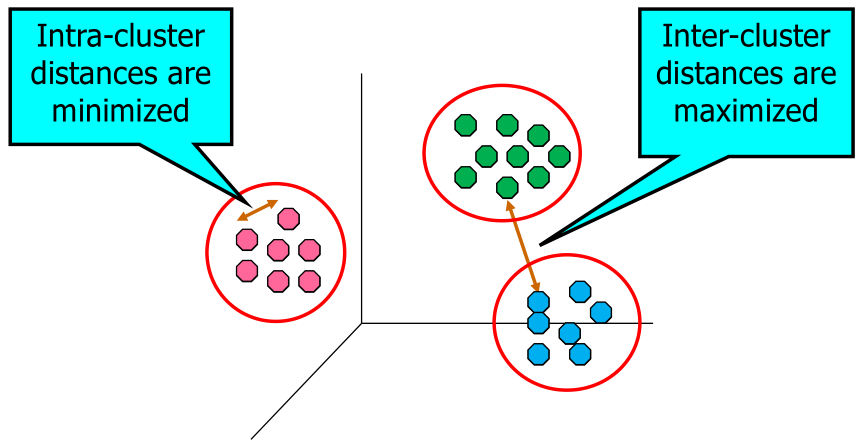 Intra-cluster
distances are
minimized
Inter-cluster
distances are
maximized